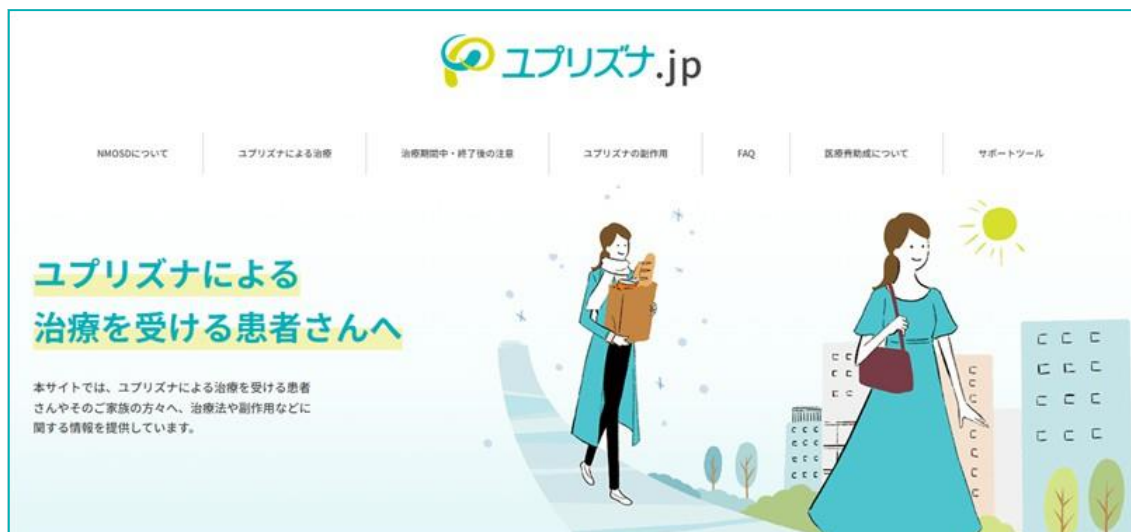 ユプリズナ.jp
NMOSDについて
ユプリズナによる治療
治療期間中・終了後の注意
ユプリズナの副作用
FAQ
医療費助成について
サポートツール
ユプリズナによる
治療を受ける患者さんへ
本サイトでは、ユプリズナによる治療を受ける患者
さんやそのご家族の方々へ、治療法や副作用などに
関する情報を提供しています。